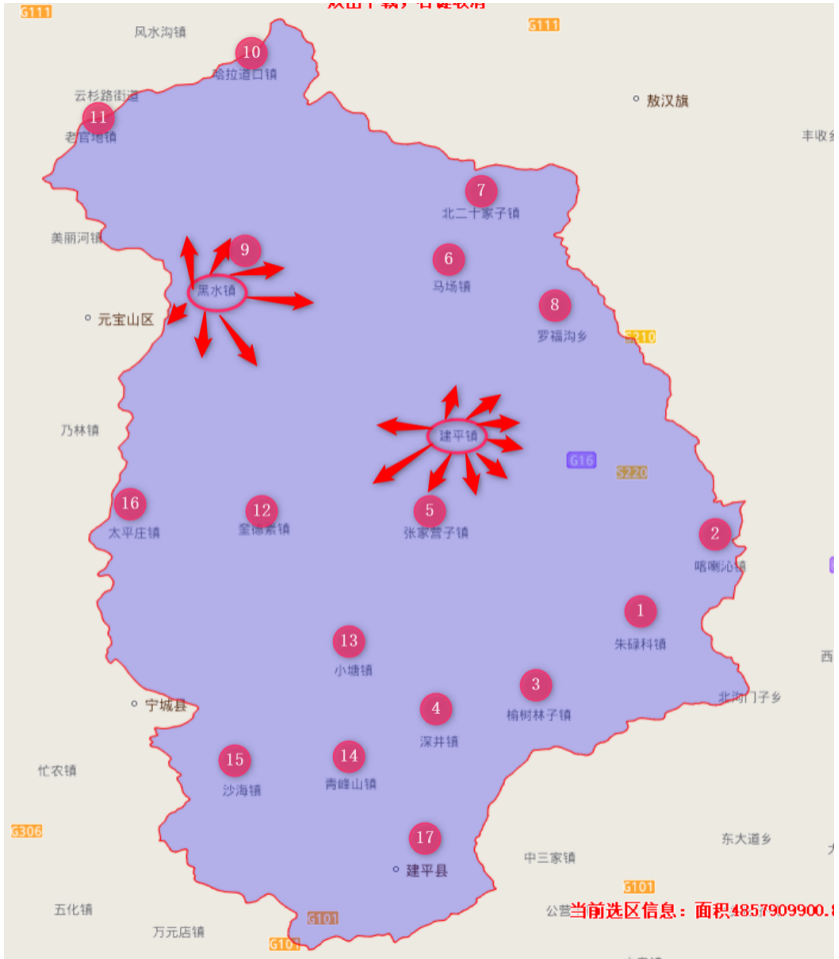 G111
风水沟镇
G111
10
哈拉道口镇
云杉路街道
敖汉旗
11
老官地镇
丰收乡
7
北二十家子镇
美丽河镇
9
6
黑水镇
马场镇
8
元宝山区
罗福沟乡
S210
乃林镇
建平镇
G16
S220
16
12
5
太平庄镇
奎德素镇
张家营子镇
2
喀喇沁镇
1
13
朱碌科镇
西
小塘镇
3
北沟门子乡
宁城县
4
榆树林子镇
深井镇
14
15
忙农镇
青峰山镇
沙海镇
G306
17
东大道乡
中三家镇
建平县
G101
五化镇
公营
当前选区信息：面积4857909900.8
G101
万元店镇
G101